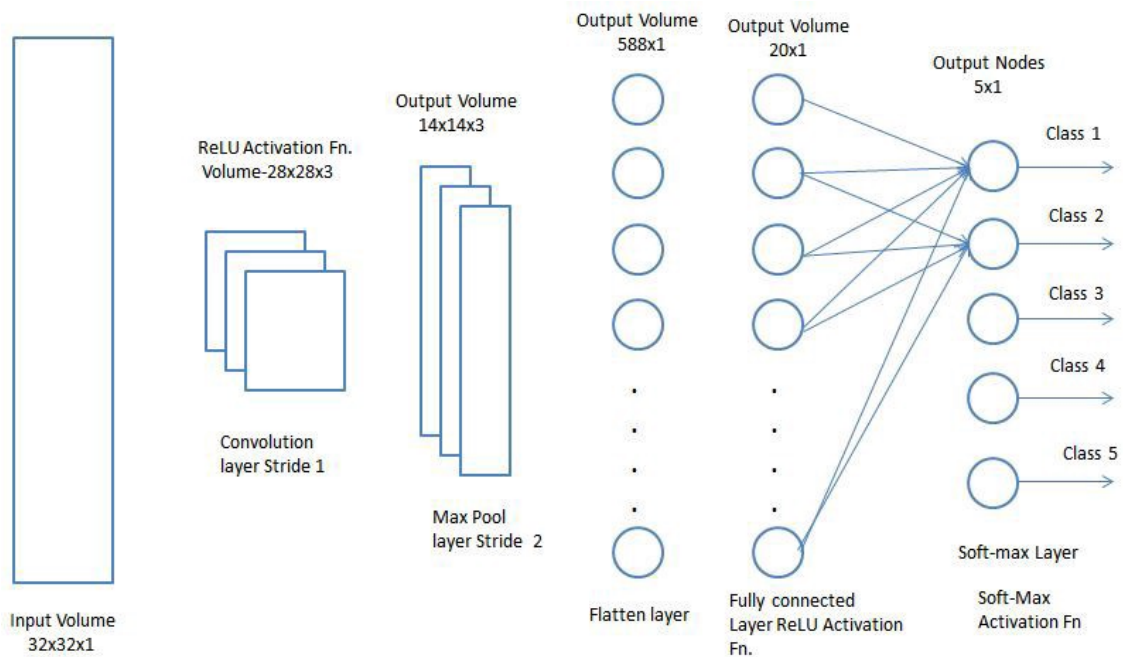 Output Volume
588x1
Output Volume
20x1
Output Nodes
5x1
Output Volume
14x14x3
ReLU Activation Fn.
Volume-28x28x3
Class 1
Class 2
Class 3
Class 4
Class 5
Convolution
layer Stride 1
Max Pool
layer Stride 2
Soft-max Layer
Input Volume
32x32x1
Flatten layer
Fully connected
Layer ReLU Activation
Fn.
Soft-Max
Activation Fn